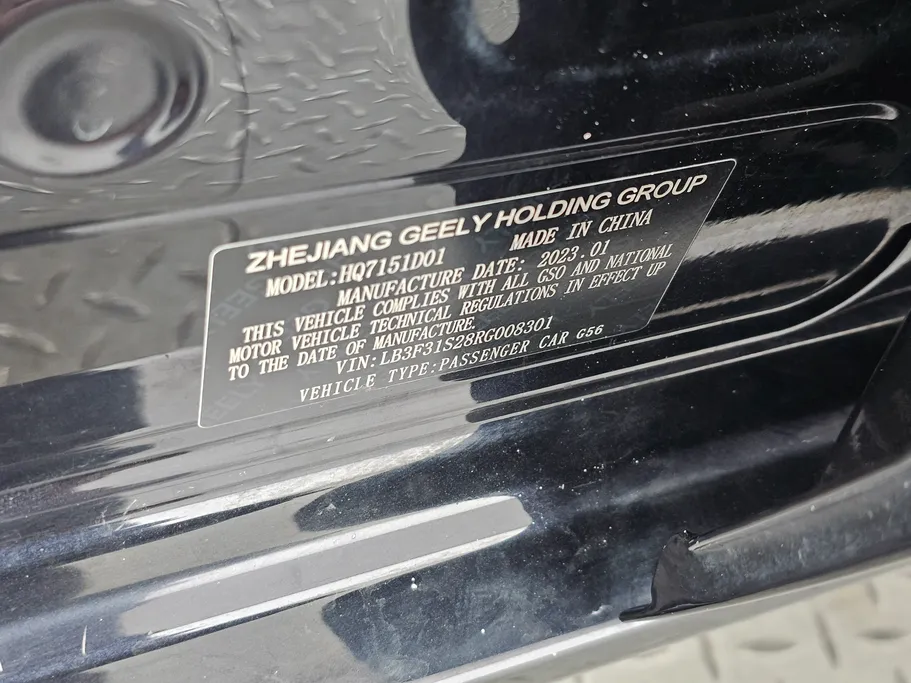 ZHEJIANG GEELY HOLDING GROUP
MODEL:HQ7151D01 MADE IN CHINA
MANUFACTURE DATE: 2023.01
THIS VEHICLE COMPLIES WITH ALL GSO AND NATIONAL
MOTOR VEHICLE TECHNICAL REGULATIONS IN EFFECT UP
TO THE DATE OF MANUFACTURE.
VIN:LB3F31S28RG008301
VEHICLE TYPE:PASSENGER CAR G56